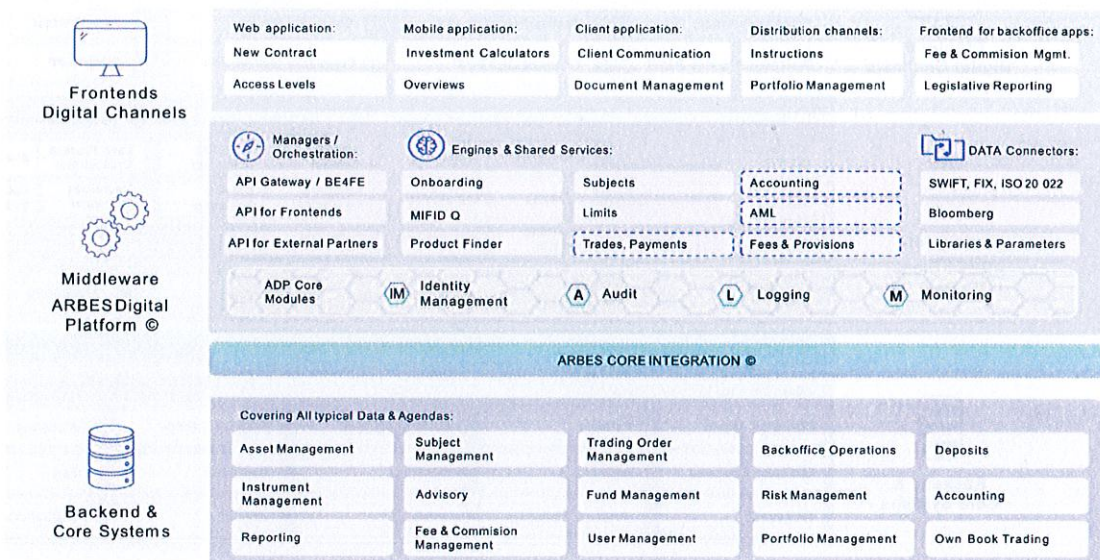 Frontends
Digital Channels
Web application:
New Contract
Access Levels
Mobile application:
Investment Calculators
Overviews
Client application:
Client Communication
Document Management
Distribution channels:
Instructions
Portfolio Management
Frontend for backoffice apps:
Fee & Commision Mgmt.
Legislative Reporting
Middleware
ARBES Digital
Platform ©
Managers /
Orchestration:
API Gateway / BE4FE
API for Frontends
API for External Partners
Engines & Shared Services:
Onboarding
MIFID Q
Product Finder
Subjects
Limits
Trades, Payments
Accounting
AML
Fees & Provisions
DATA Connectors:
SWIFT, FIX, ISO 20 022
Bloomberg
Libraries & Parameters
ADP Core
Modules
IM
Identity
Management
A
Audit
L
Logging
M
Monitoring
ARBES CORE INTEGRATION ©
Backend &
Core Systems
Covering All typical Data & Agendas:
Asset Management
Subject
Management
Trading Order
Management
Backoffice Operations
Deposits
Instrument
Management
Advisory
Fund Management
Risk Management
Accounting
Reporting
Fee & Commision
Management
User Management
Portfolio Management
Own Book Trading